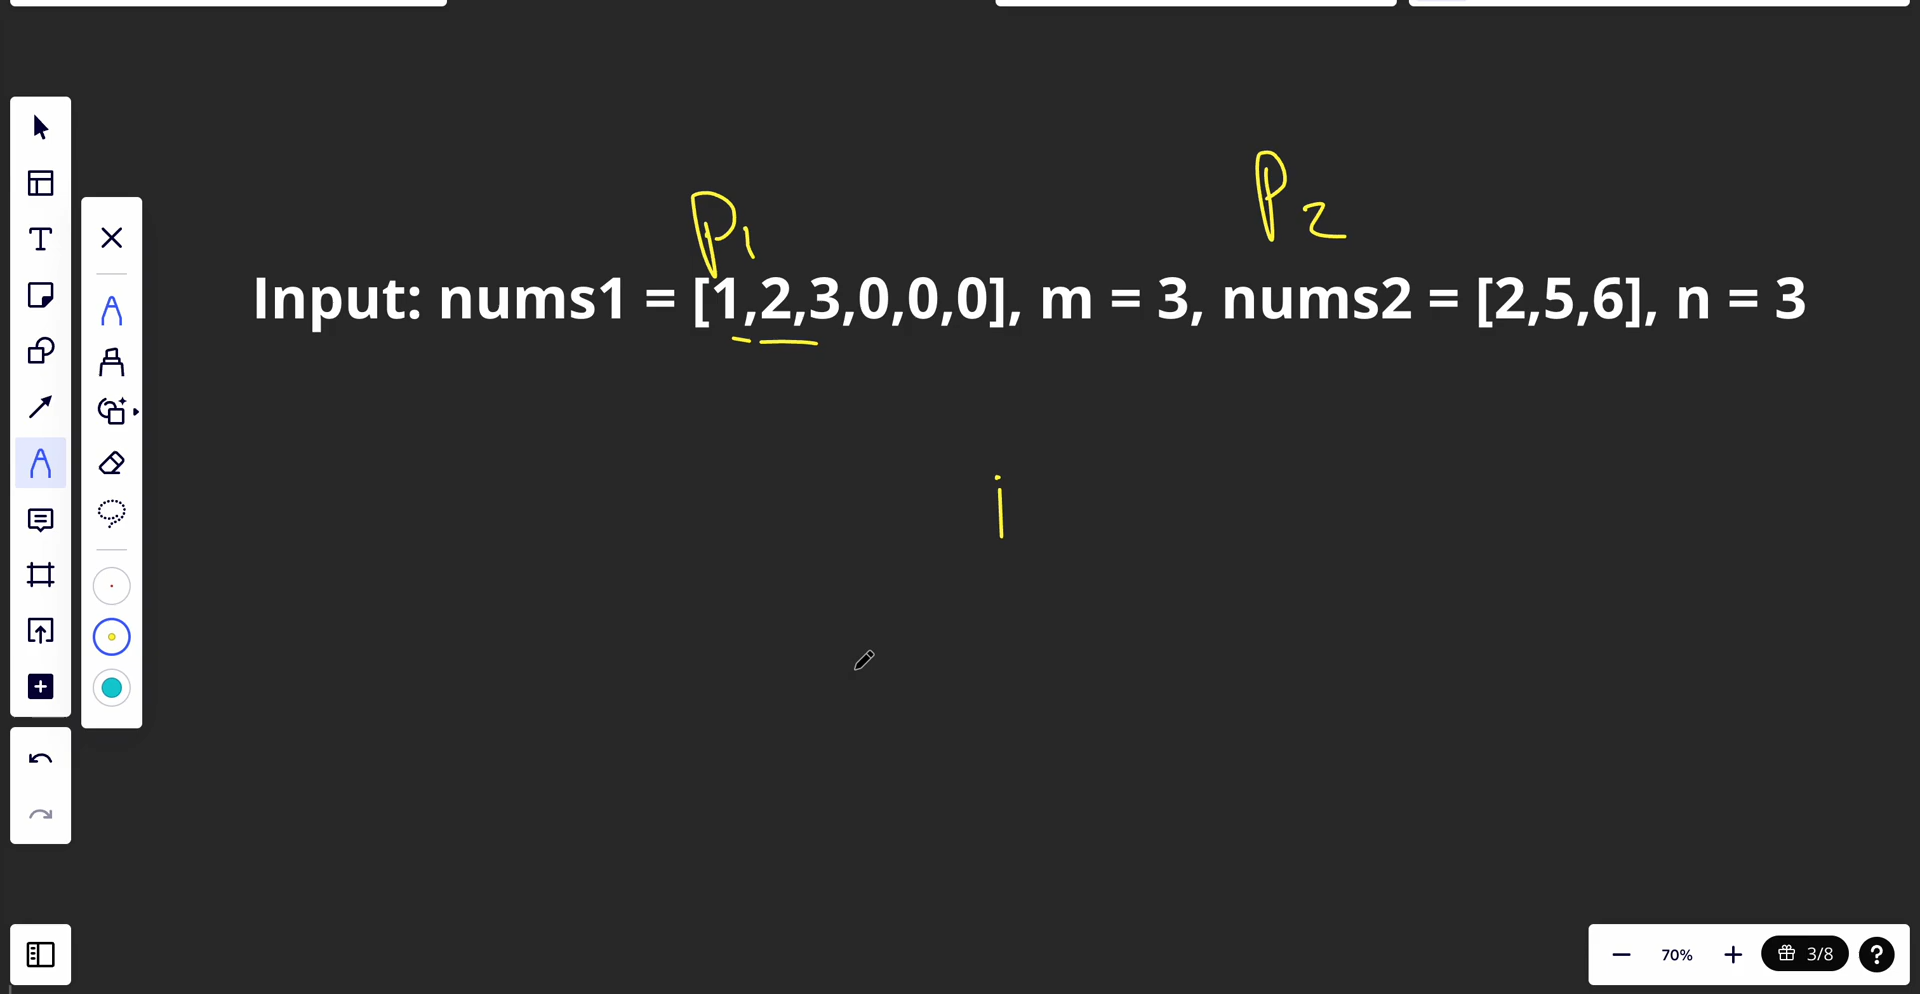 P1
P2
Input: nums1 = [1,2,3,0,0,0], m = 3, nums2 = [2,5,6], n = 3
i
70%
3/8
?